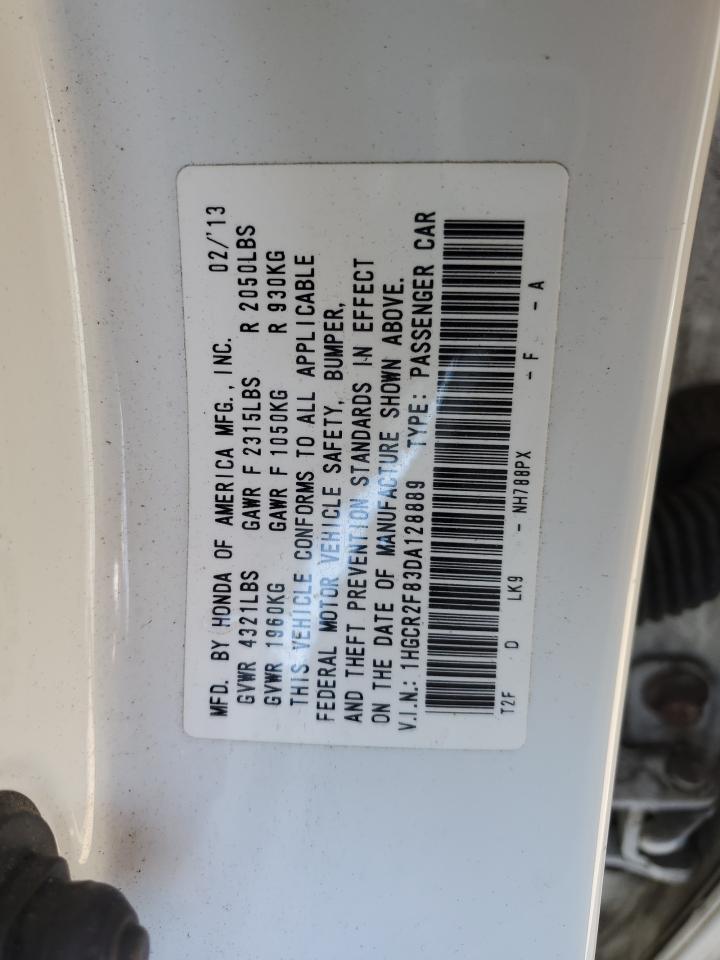 MFD. BY HONDA OF AMERICA MFG., INC. 02/'13
GVWR 4321LBS GAWR F 2315LBS R 2050LBS
GVWR 1960KG GAWR F 1050KG R 930KG
THIS VEHICLE CONFORMS TO ALL APPLICABLE
FEDERAL MOTOR VEHICLE SAFETY, BUMPER,
AND THEFT PREVENTION STANDARDS IN EFFECT
ON THE DATE OF MANUFACTURE SHOWN ABOVE.
V.I.N.: 1HGCR2F83DA128889 TYPE: PASSENGER CAR
T2F D LK9 - NH788PX - F - A